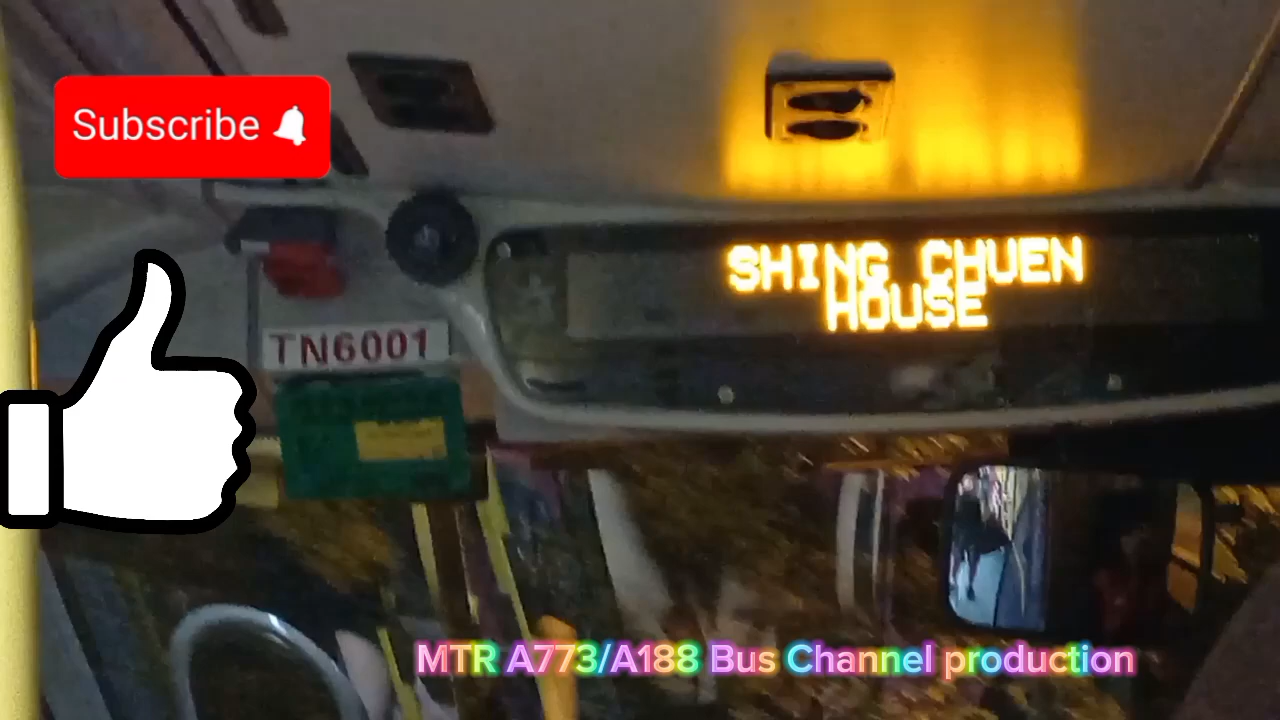 Subscribe
SHING CHUEN
HOUSE
TN6001
MTR A773/A188 Bus Channel production